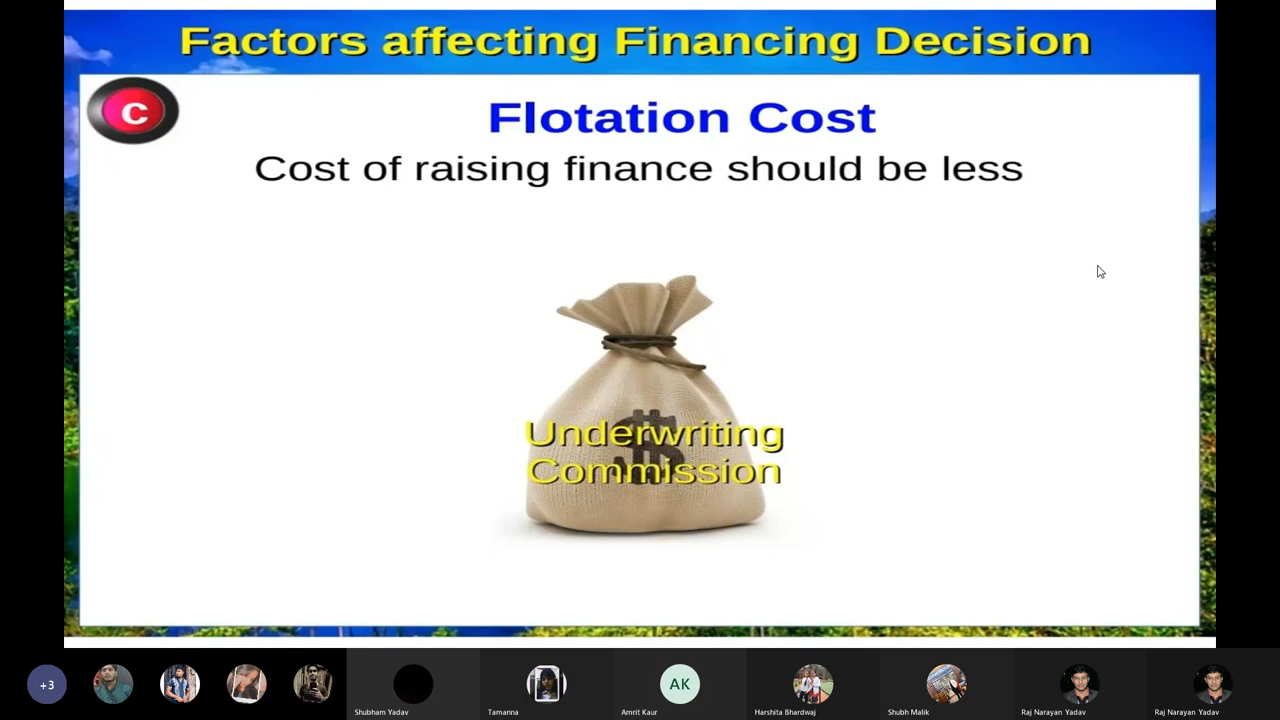 Factors affecting Financing Decision
C
Flotation Cost
Cost of raising finance should be less
$
Underwriting
Commission
+3
AK
Shubham Yadav
Tamanna
Amrit Kaur
Harshita Bhardwaj
Shubh Malik
Raj Narayan Yadav
Raj Narayan Yadav